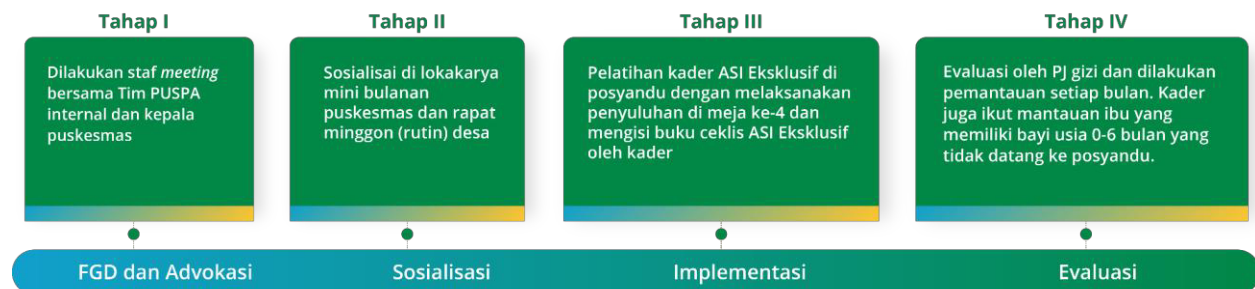 Tahap I
Dilakukan staf meeting
bersama Tim PUSPA
internal dan kepala
puskesmas
Tahap II
Sosialisai di lokakarya
mini bulanan
puskesmas dan rapat
minggon (rutin) desa
Tahap III
Pelatihan kader ASI Eksklusif di
posyandu dengan melaksanakan
penyuluhan di meja ke-4 dan
mengisi buku ceklis ASI Eksklusif
oleh kader
Tahap IV
Evaluasi oleh PJ gizi dan dilakukan
pemantauan setiap bulan. Kader
juga ikut mantauan ibu yang
memiliki bayi usia 0-6 bulan yang
tidak datang ke posyandu.
FGD dan Advokasi
Sosialisasi
Implementasi
Evaluasi